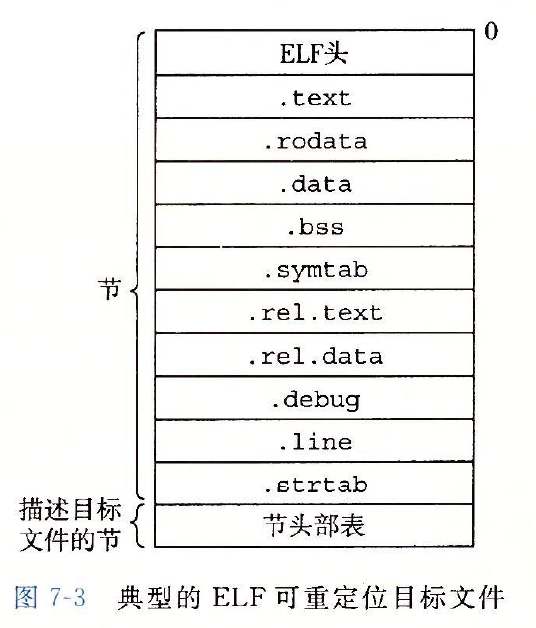 0
ELF头
.text
.rodata
.data
.bss
节
.symtab
.rel.text
.rel.data
.debug
.line
.strtab
描述目标
文件的节
节头部表
图 7-3 典型的 ELF 可重定位目标文件